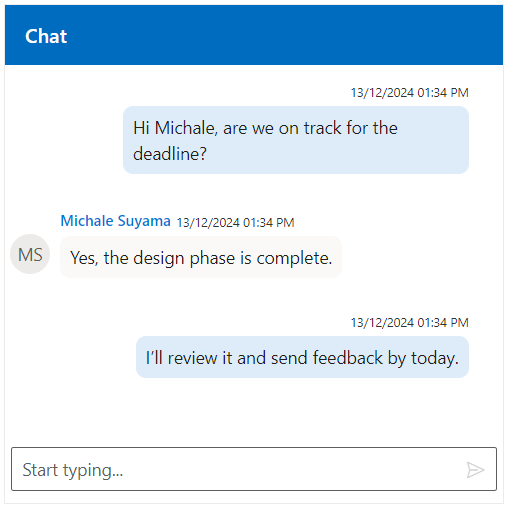 Chat
13/12/2024 01:34 PM
Hi Michale, are we on track for the
deadline?
Michale Suyama 13/12/2024 01:34 PM
MS
Yes, the design phase is complete.
13/12/2024 01:34 PM
I’ll review it and send feedback by today.
Start typing...